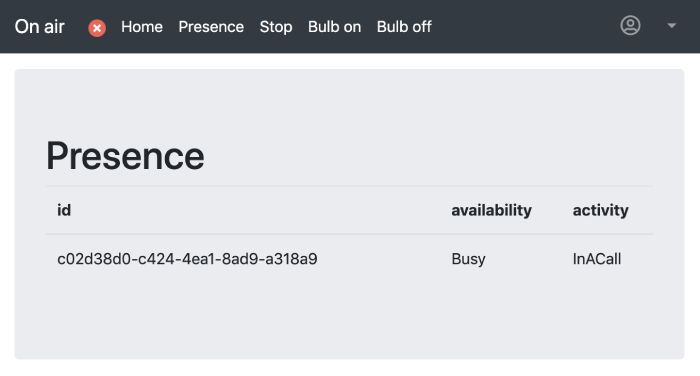 On air Home Presence Stop Bulb on Bulb off
Presence
id availability activity
c02d38d0-c424-4ea1-8ad9-a318a9 Busy InACall